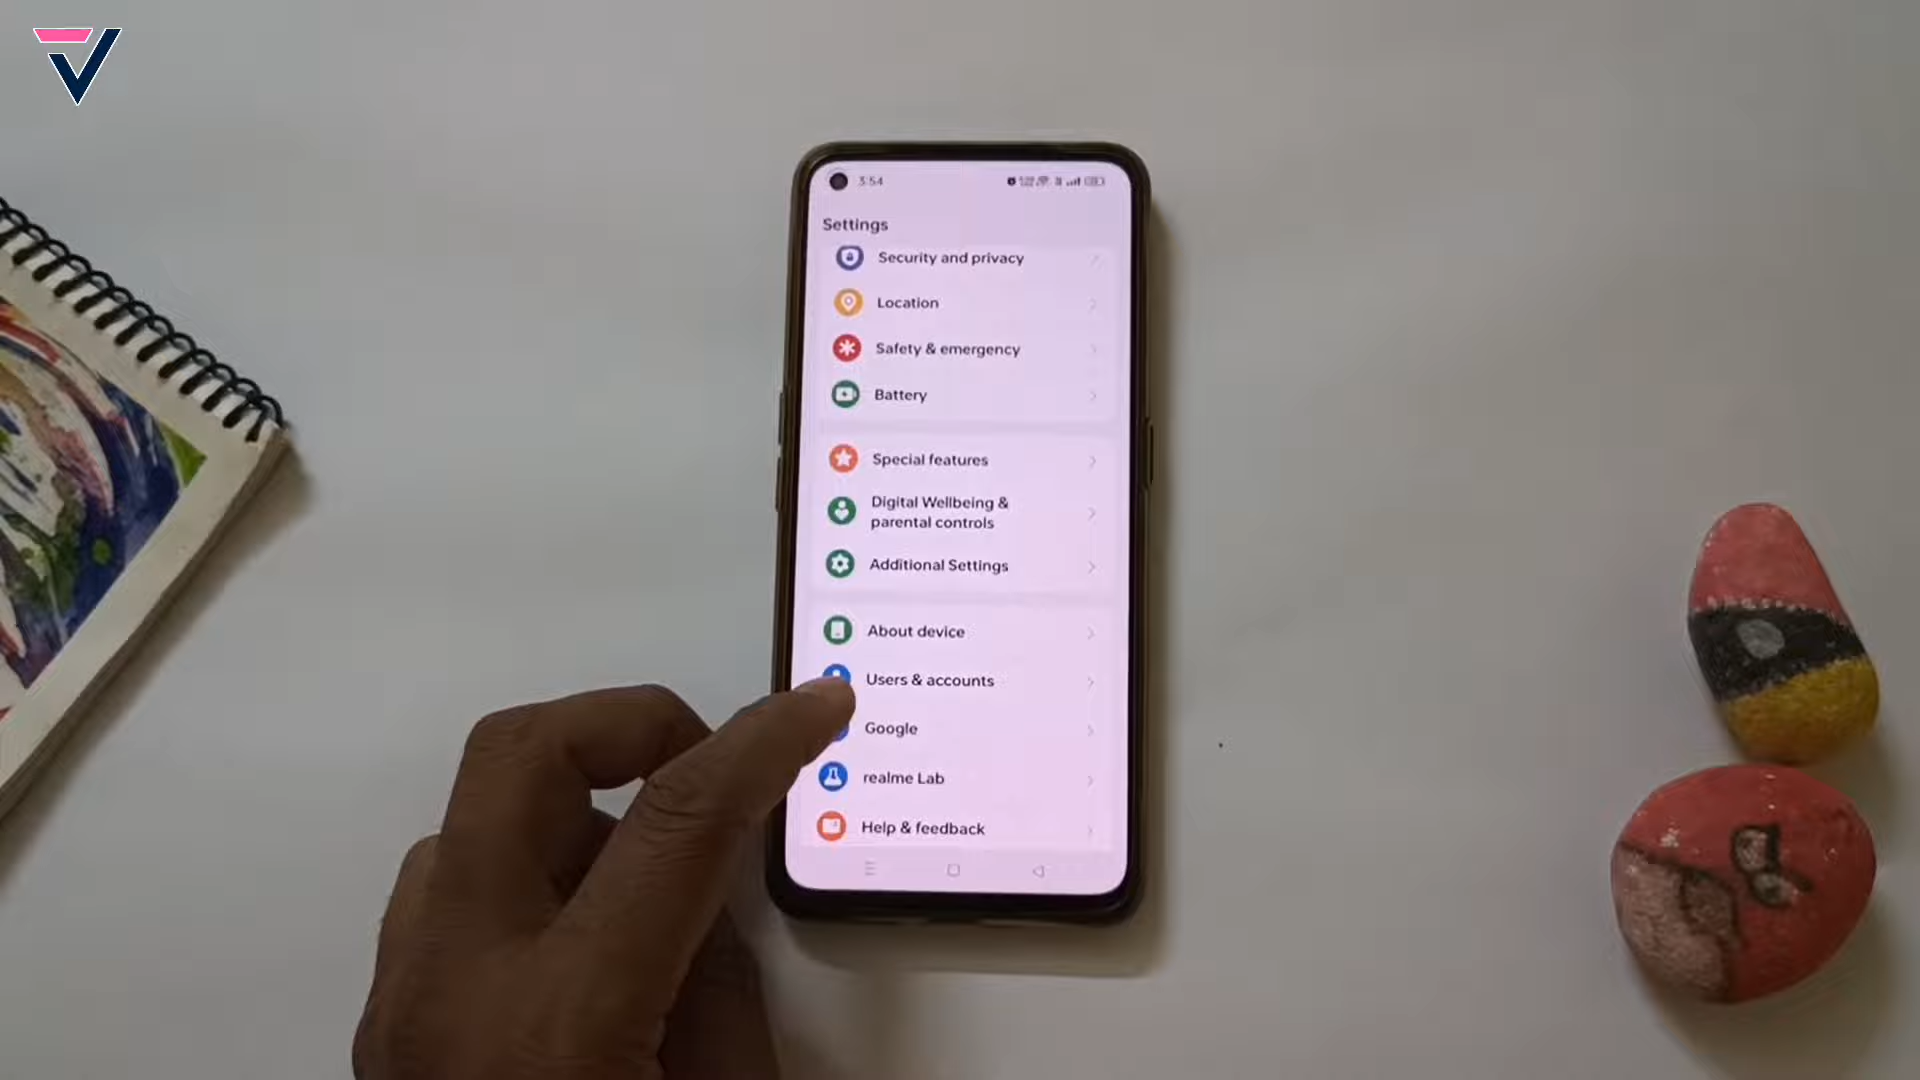 3:54
Settings
Security and privacy
Location
Safety & emergency
Battery
Special features
Digital Wellbeing &
parental controls
Additional Settings
About device
Users & accounts
Google
realme Lab
Help & feedback